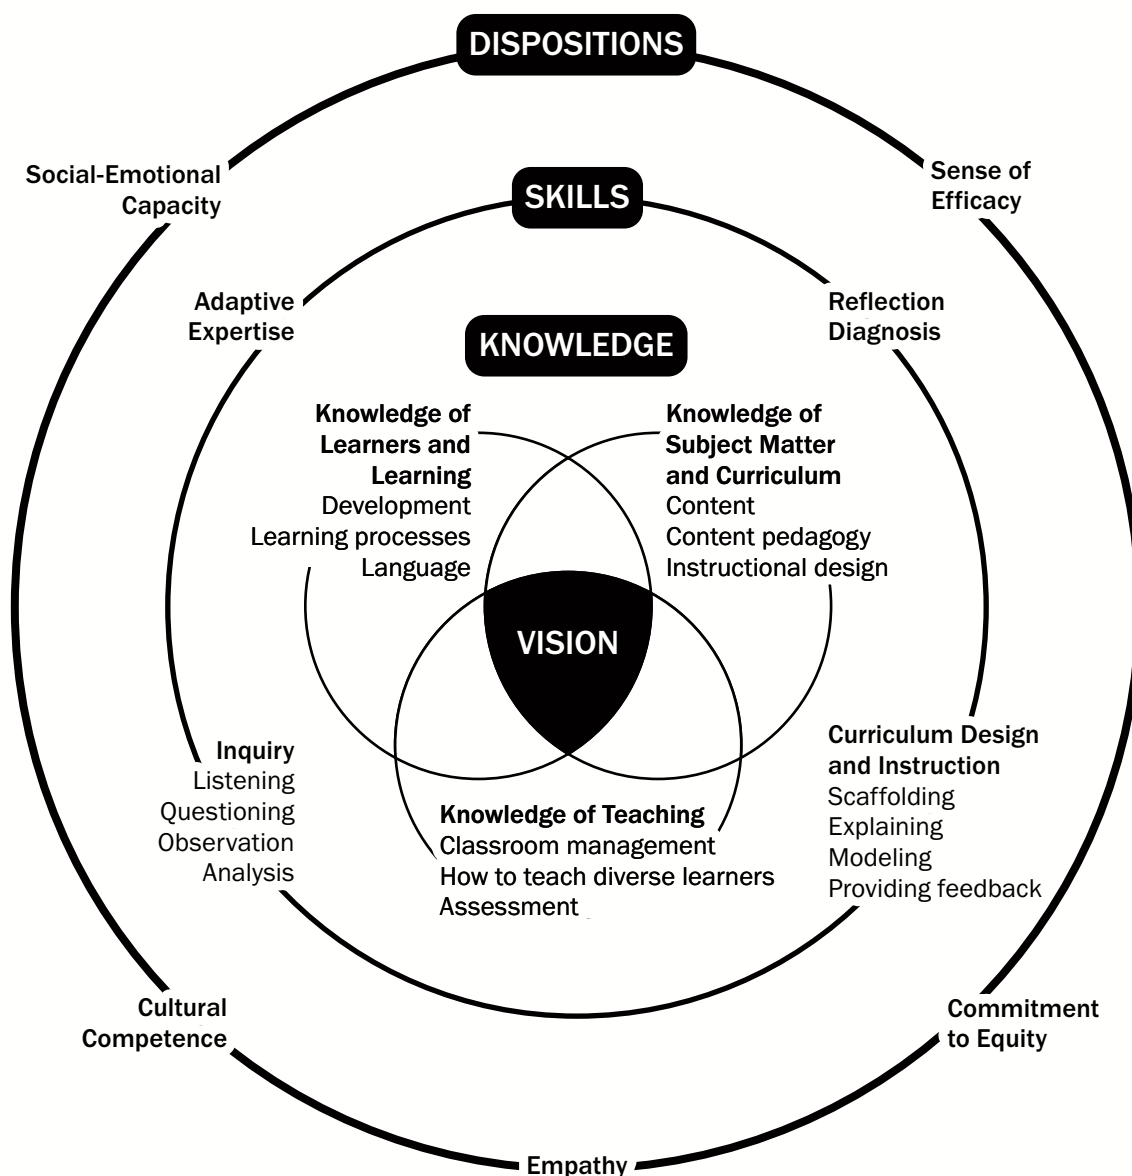 DISPOSITIONS
Social-Emotional
Capacity
Sense of
Efficacy
SKILLS
Adaptive
Expertise
Reflection
Diagnosis
KNOWLEDGE
Knowledge of
Learners and
Learning
Development
Learning processes
Language
Knowledge of
Subject Matter
and Curriculum
Content
Content pedagogy
Instructional design
VISION
Inquiry
Listening
Questioning
Observation
Analysis
Knowledge of Teaching
Classroom management
How to teach diverse learners
Assessment
Curriculum Design
and Instruction
Scaffolding
Explaining
Modeling
Providing feedback
Cultural
Competence
Commitment
to Equity
Empathy